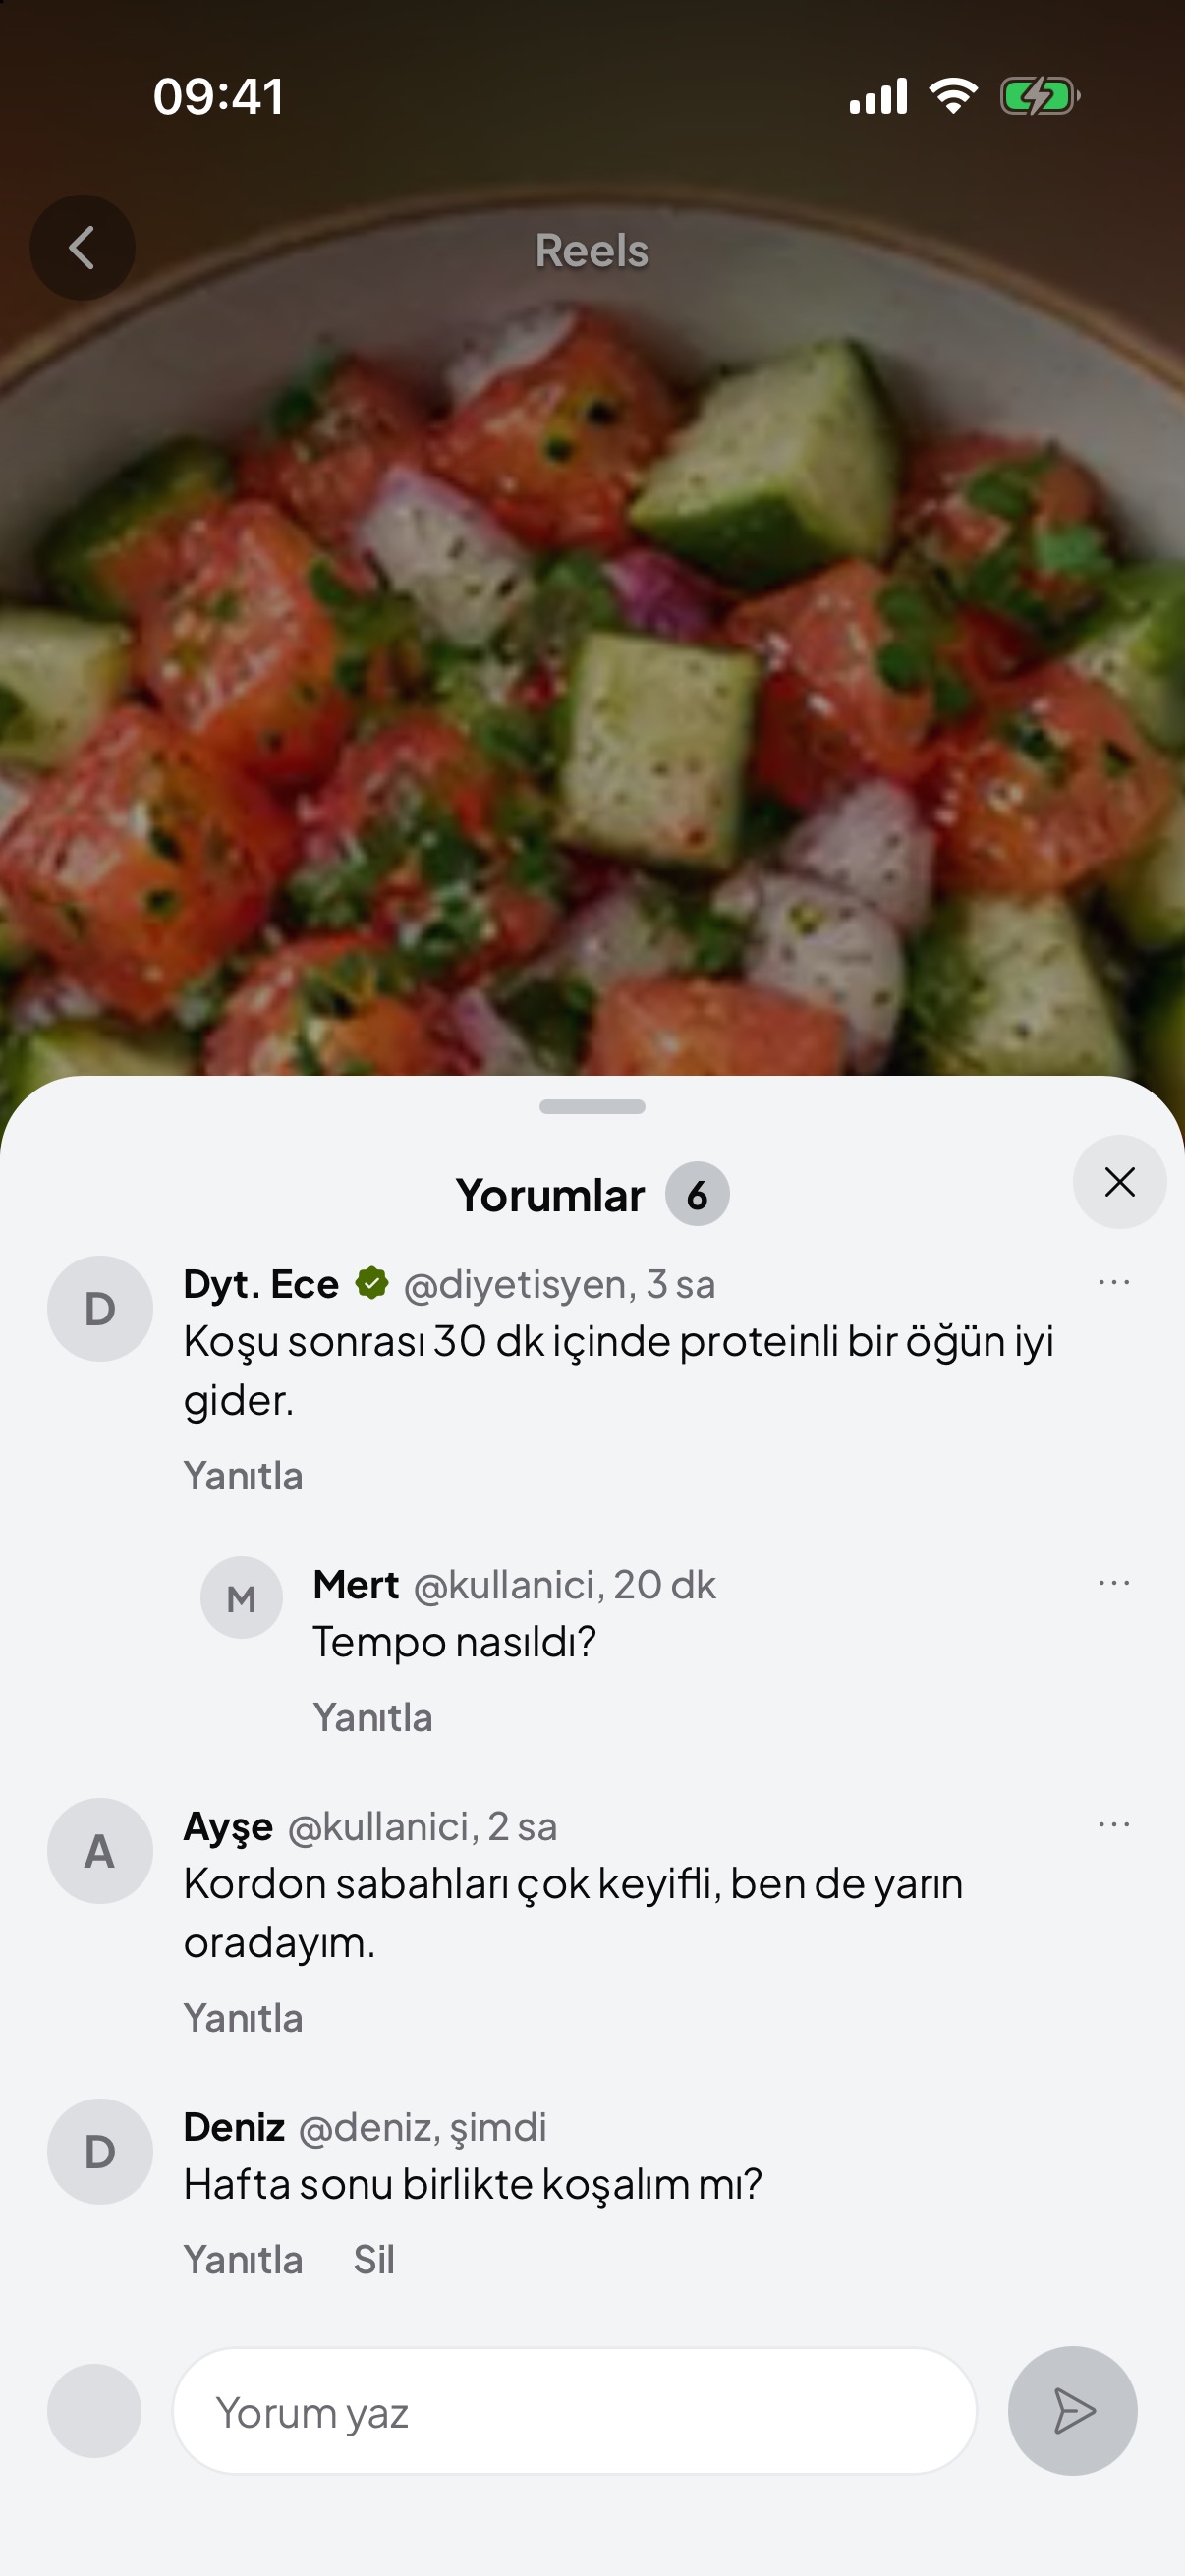 09:41
Reels
Yorumlar 6
D
Dyt. Ece @diyetisyen, 3 sa
Koşu sonrası 30 dk içinde proteinli bir öğün iyi
gider.
Yanıtla
M
Mert @kullanici, 20 dk
Tempo nasıldı?
Yanıtla
A
Ayşe @kullanici, 2 sa
Kordon sabahları çok keyifli, ben de yarın
oradayım.
Yanıtla
D
Deniz @deniz, şimdi
Hafta sonu birlikte koşalım mı?
Yanıtla Sil
Yorum yaz